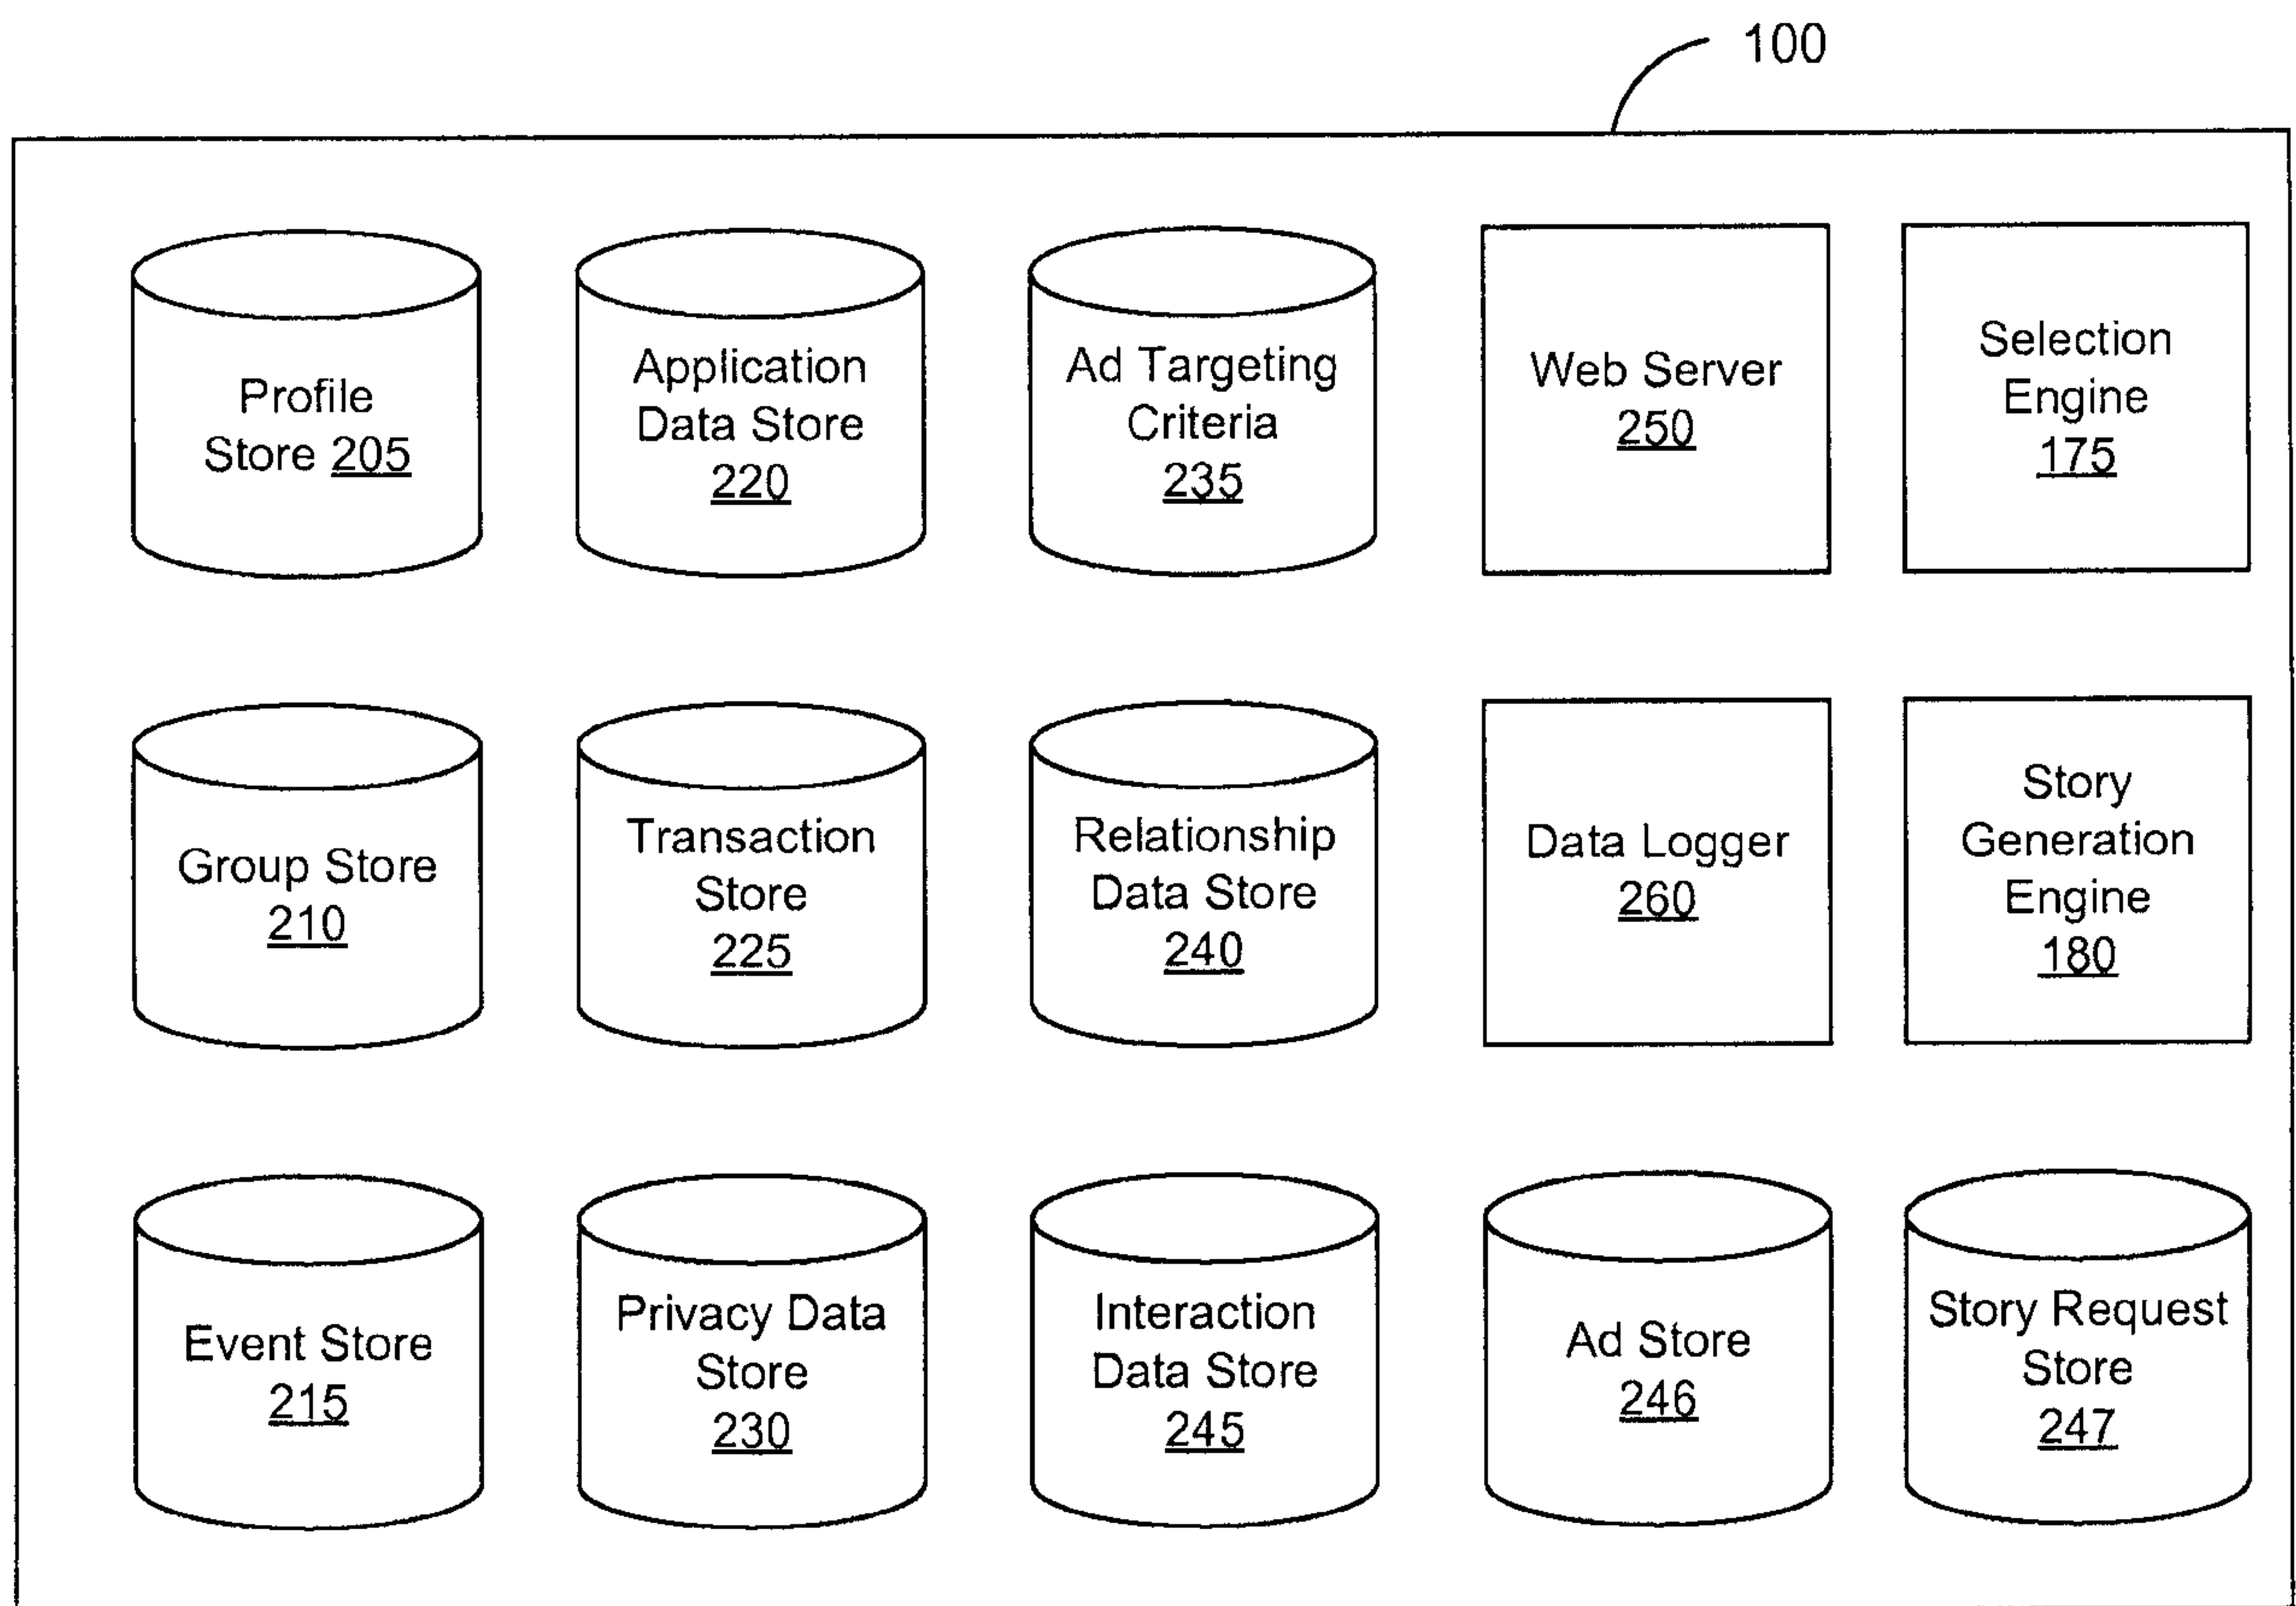 100
Profile
Store 205
Application
Data Store
220
Ad Targeting
Criteria
235
Web Server
250
Selection
Engine
175
Group Store
210
Transaction
Store
225
Relationship
Data Store
240
Data Logger
260
Story
Generation
Engine
180
Event Store
215
Privacy Data
Store
230
Interaction
Data Store
245
Ad Store
246
Story Request
Store
247